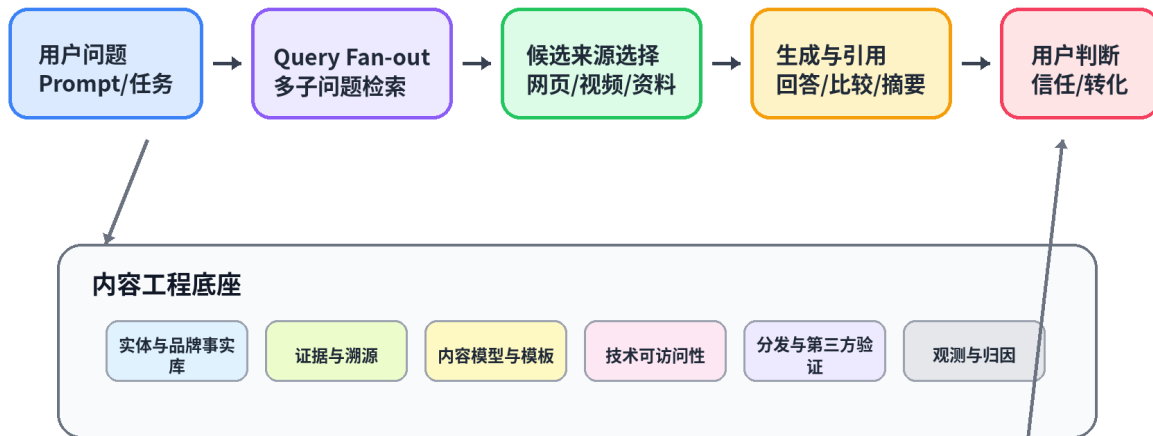 用户问题
Prompt/任务
Query Fan-out
多子问题检索
候选来源选择
网页/视频/资料
生成与引用
回答/比较/摘要
用户判断
信任/转化
内容工程底座
实体与品牌事实
库
证据与溯源
内容模型与模板
技术可访问性
分发与第三方验
证
观测与归因